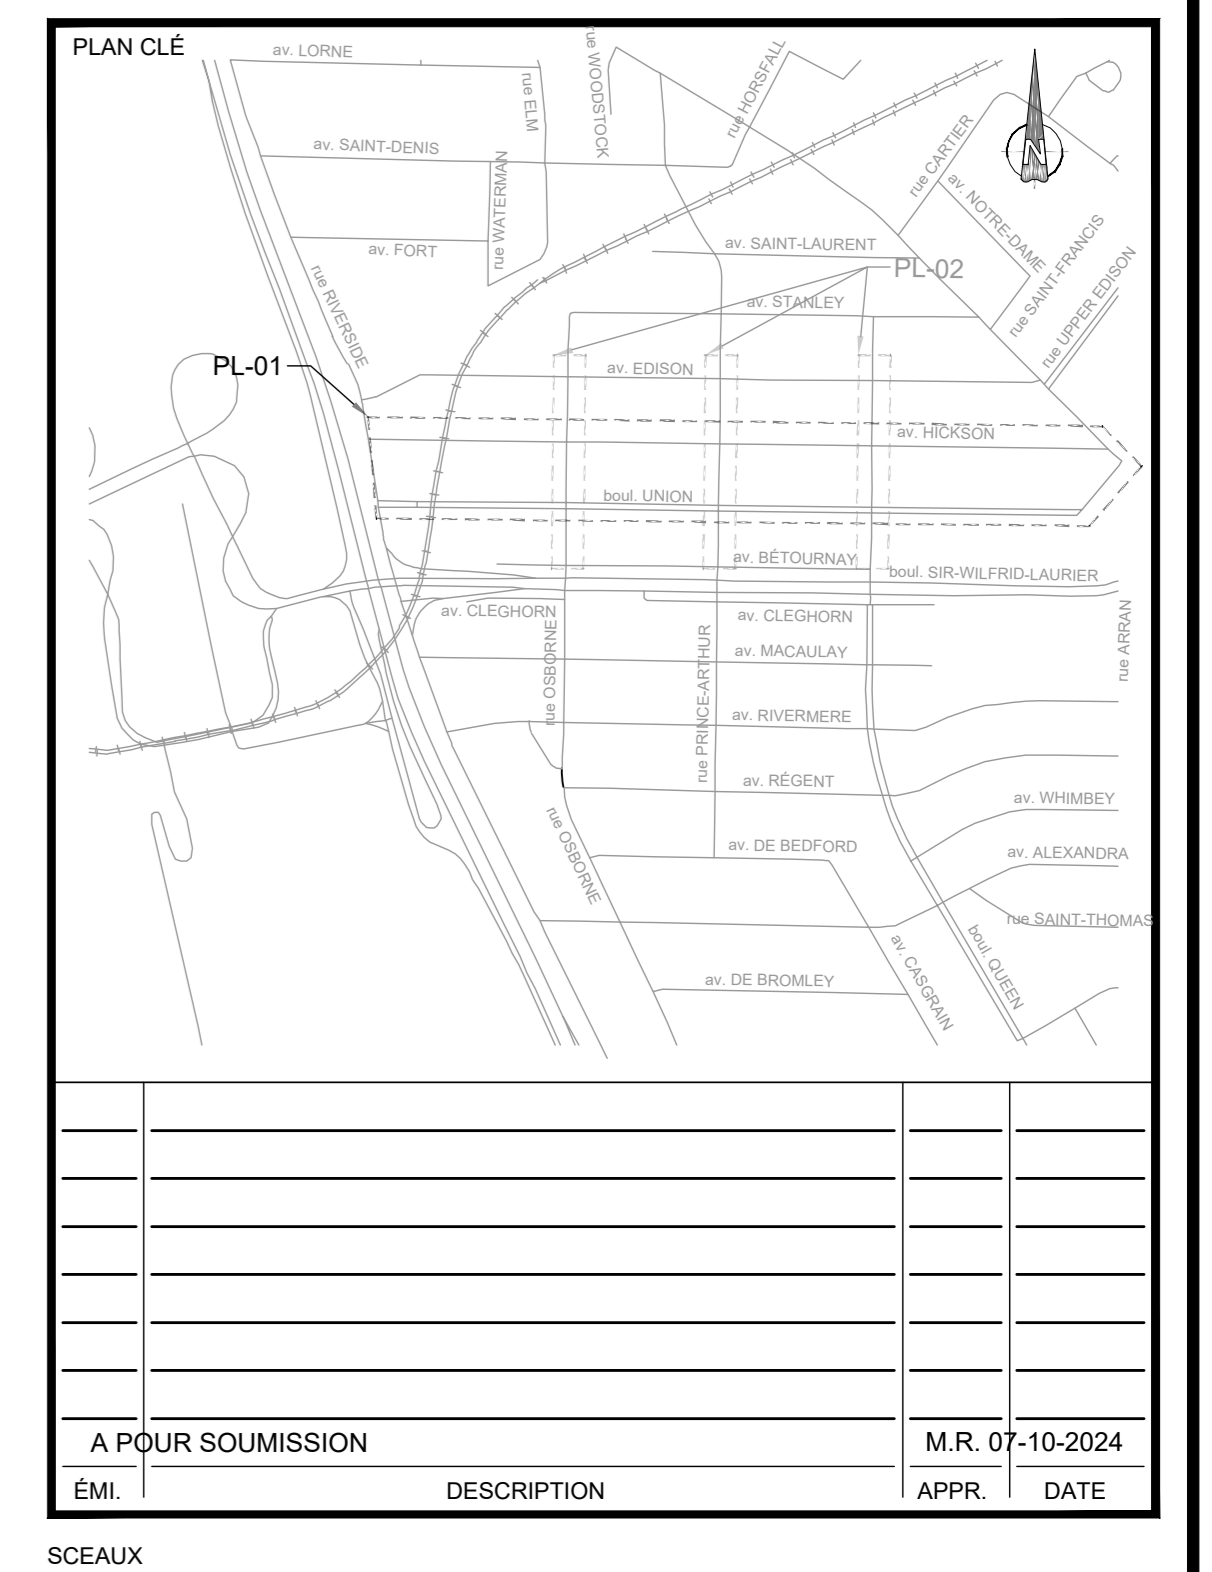 PLAN CLÉ
av. LORNE
rue ELM
rue WOODSTOCK
rue HORSFALL
av. SAINT-DENIS
rue WATERMAN
rue CARTIER
N
av. NOTRE-DAME
av. FORT
av. SAINT-LAURENT
rue SAINT-FRANCIS
rue UPPER EDISON
PL-02
rue RIVERSIDE
av. STANLEY
PL-01
av. EDISON
av. HICKSON
boul. UNION
av. BÉTOURNAY
boul. SIR-WILFRID-LAURIER
av. CLEGHORN
av. CLEGHORN
rue OSBORNE
rue PRINCE-ARTHUR
rue ARRAN
av. MACAULAY
av. RIVERMERE
av. RÉGENT
av. WHIMBEY
rue OSBORNE
av. DE BEDFORD
av. ALEXANDRA
rue SAINT-THOMAS
av. CASGRAIN
boul. QUEEN
av. DE BROMLEY
A POUR SOUMISSION M.R. 07-10-2024
ÉMI. DESCRIPTION APPR. DATE
SCEAUX